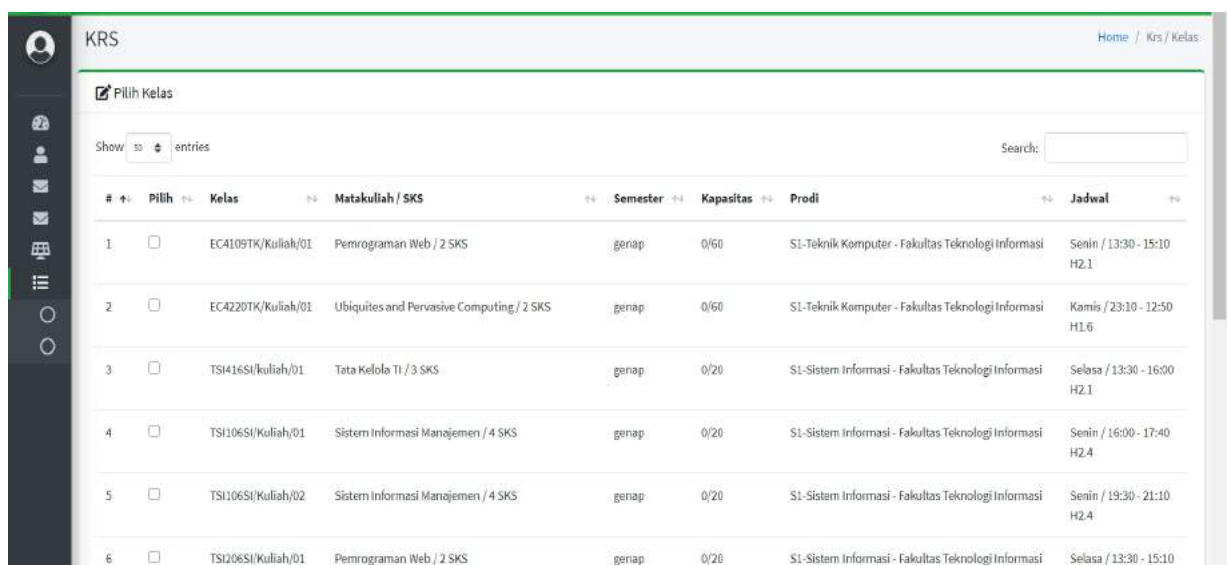 KRS
Home / Krs / Kelas
Pilih Kelas
Show 50 entries
Search:
# Pilih Kelas Matakuliah / SKS Semester Kapasitas Prodi Jadwal
1 EC4109TK/Kuliah/01 Pemrograman Web / 2 SKS genap 0/60 S1-Teknik Komputer - Fakultas Teknologi Informasi Senin / 13:30 - 15:10
H2.1
2 EC4220TK/Kuliah/01 Ubiquites and Pervasive Computing / 2 SKS genap 0/60 S1-Teknik Komputer - Fakultas Teknologi Informasi Kamis / 23:10 - 12:50
H1.6
3 TSI416SI/kuliah/01 Tata Kelola TI / 3 SKS genap 0/20 S1-Sistem Informasi - Fakultas Teknologi Informasi Selasa / 13:30 - 16:00
H2.1
4 TSI106SI/Kuliah/01 Sistem Informasi Manajemen / 4 SKS genap 0/20 S1-Sistem Informasi - Fakultas Teknologi Informasi Senin / 16:00 - 17:40
H2.4
5 TSI106SI/Kuliah/02 Sistem Informasi Manajemen / 4 SKS genap 0/20 S1-Sistem Informasi - Fakultas Teknologi Informasi Senin / 19:30 - 21:10
H2.4
6 TSI206SI/Kuliah/01 Pemrograman Web / 2 SKS genap 0/20 S1-Sistem Informasi - Fakultas Teknologi Informasi Selasa / 13:30 - 15:10